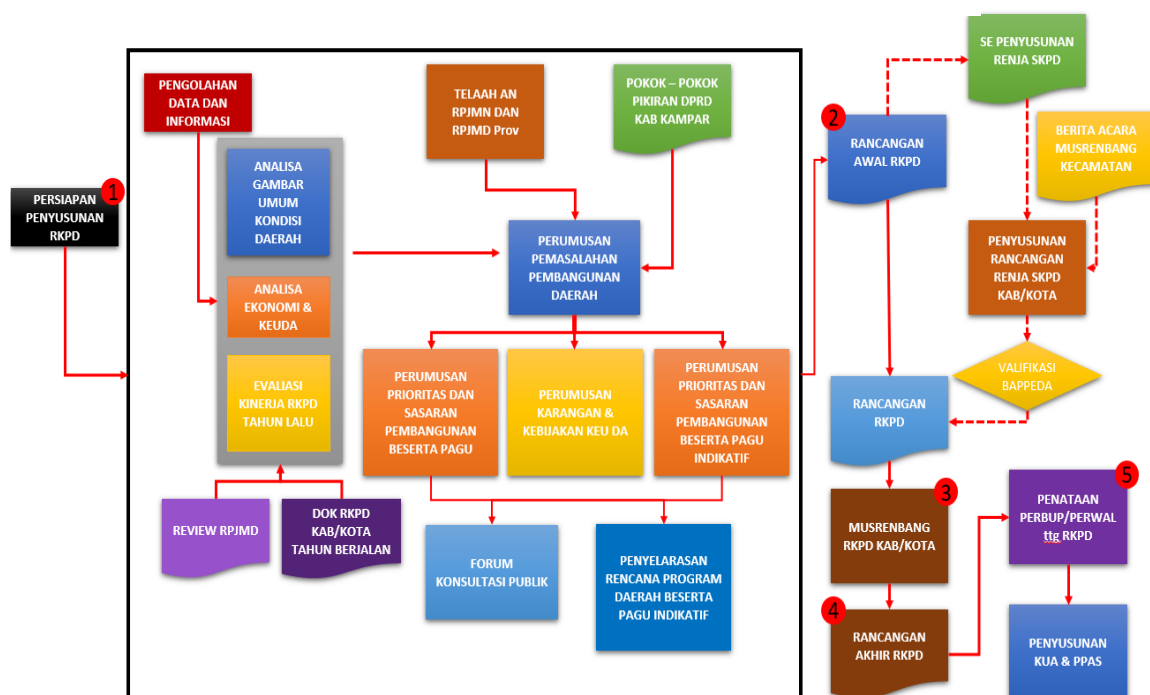 1
PERSIAPAN
PENYUSUNAN
RKPD
PENGOLAHAN
DATA DAN
INFORMASI
ANALISA
GAMBAR
UMUM
KONDISI
DAERAH
ANALISA
EKONOMI &
KEUDA
EVALIASI
KINERJA RKPD
TAHUN LALU
REVIEW RPJMD
DOK RKPD
KAB/KOTA
TAHUN BERJALAN
TELAAH AN
RPJMN DAN
RPJMD Prov
POKOK – POKOK
PIKIRAN DPRD
KAB KAMPAR
PERUMUSAN
PEMASALAHAN
PEMBANGUNAN
DAERAH
PERUMUSAN
PRIORITAS DAN
SASARAN
PEMBANGUNAN
BESERTA PAGU
PERUMUSAN
KARANGAN &
KEBIJAKAN KEU DA
PERUMUSAN
PRIORITAS DAN
SASARAN
PEMBANGUNAN
BESERTA PAGU
INDIKATIF
FORUM
KONSULTASI PUBLIK
PENYELARASAN
RENCANA PROGRAM
DAERAH BESERTA
PAGU INDIKATIF
2
RANCANGAN
AWAL RKPD
SE PENYUSUNAN
RENJA SKPD
BERITA ACARA
MUSRENBANG
KECAMATAN
PENYUSUNAN
RANCANGAN
RENJA SKPD
KAB/KOTA
VALIFIKASI
BAPPEDA
RANCANGAN
RKPD
3
MUSRENBANG
RKPD KAB/KOTA
4
RANCANGAN
AKHIR RKPD
5
PENATAAN
PERBUP/PERWAL
ttg RKPD
PENYUSUNAN
KUA & PPAS